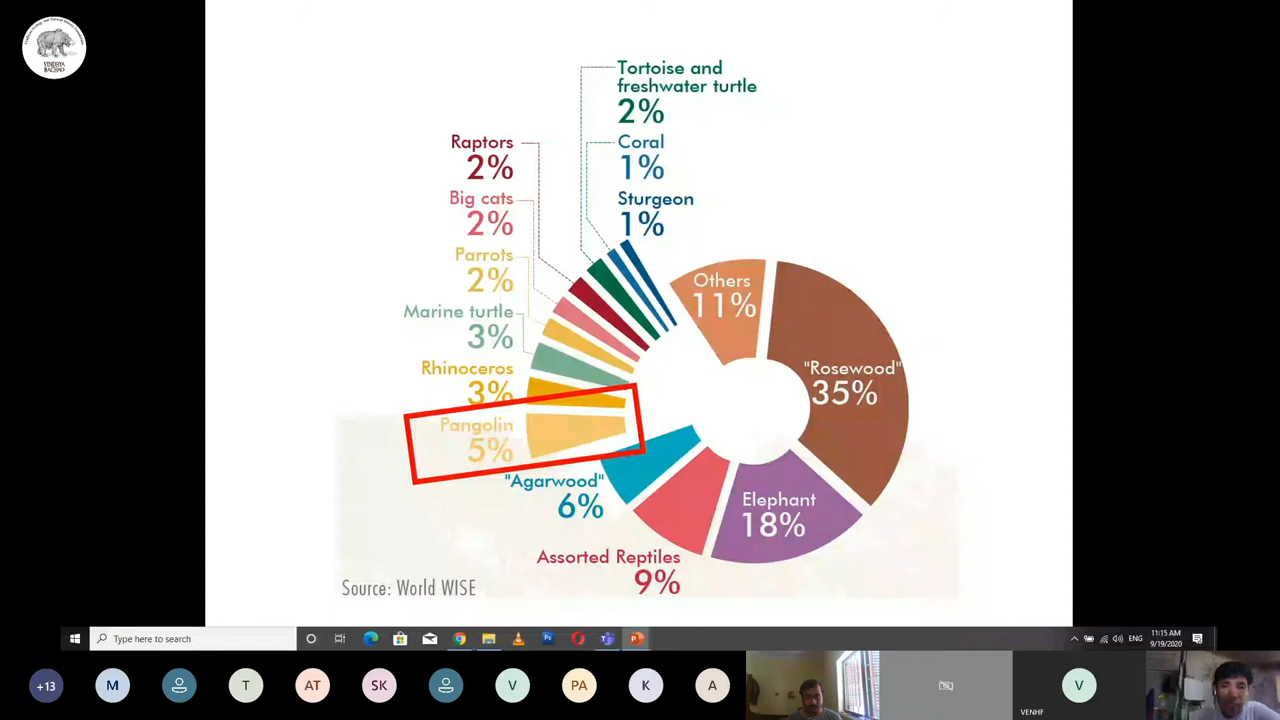 VINDHYA
BACHAO
Tortoise and
freshwater turtle
2%
Raptors
2%
Coral
1%
Big cats
2%
Sturgeon
1%
Parrots
2%
Others
11%
Marine turtle
3%
Rhinoceros
3%
"Rosewood"
35%
Pangolin
5%
"Agarwood"
6%
Elephant
18%
Assorted Reptiles
9%
Source: World WISE
Type here to search
ENG
11:15 AM
9/19/2020
+13
M
T
AT
SK
V
PA
K
A
V
VENHF